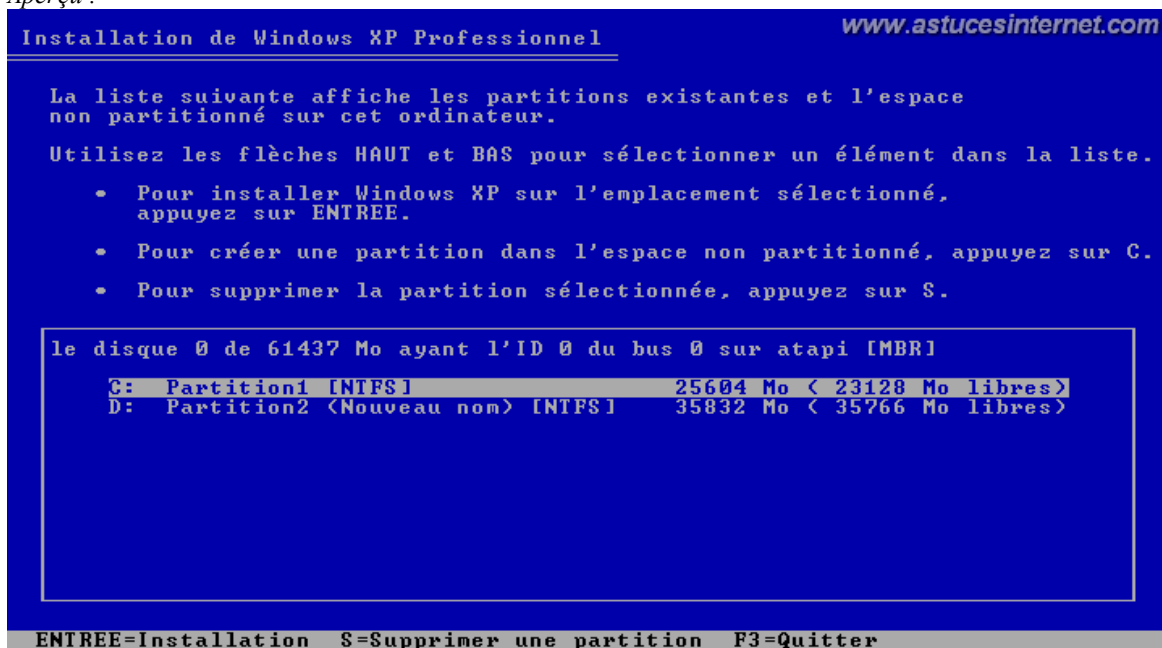 Aperçu :
www.astucesinternet.com
Installation de Windows XP Professionnel
La liste suivante affiche les partitions existantes et l'espace
non partitionné sur cet ordinateur.
Utilisez les flèches HAUT et BAS pour sélectionner un élément dans la liste.
• Pour installer Windows XP sur l'emplacement sélectionné,
appuyez sur ENTREE.
• Pour créer une partition dans l'espace non partitionné, appuyez sur C.
• Pour supprimer la partition sélectionnée, appuyez sur S.
le disque 0 de 61437 Mo ayant l'ID 0 du bus 0 sur atapi [MBR]
C: Partition1 [NTFS] 25604 Mo ( 23128 Mo libres)
D: Partition2 (Nouveau nom) [NTFS] 35832 Mo ( 35766 Mo libres)
ENTREE=Installation S=Supprimer une partition F3=Quitter